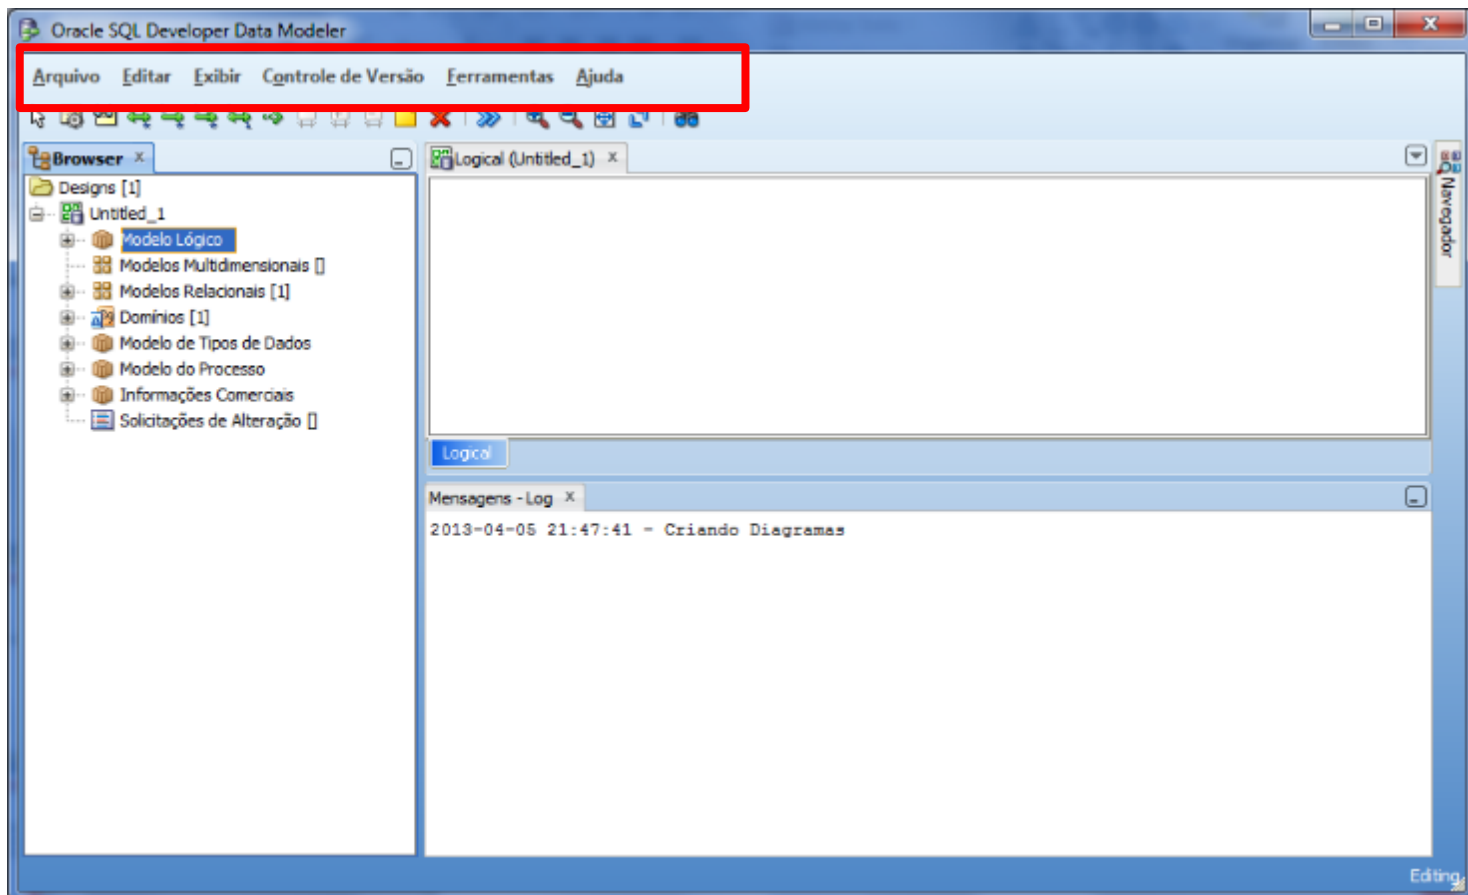 Oracle SQL Developer Data Modeler
Arquivo Editar Exibir Controle de Versão Ferramentas Ajuda
Browser x
Designs [1]
Untitled_1
Modelo Lógico
Modelos Multidimensionais []
Modelos Relacionais [1]
Domínios [1]
Modelo de Tipos de Dados
Modelo do Processo
Informações Comerciais
Solicitações de Alteração []
Logical (Untitled_1) x
Logical
Mensagens - Log x
2013-04-05 21:47:41 - Criando Diagramas
Navegador
Editing